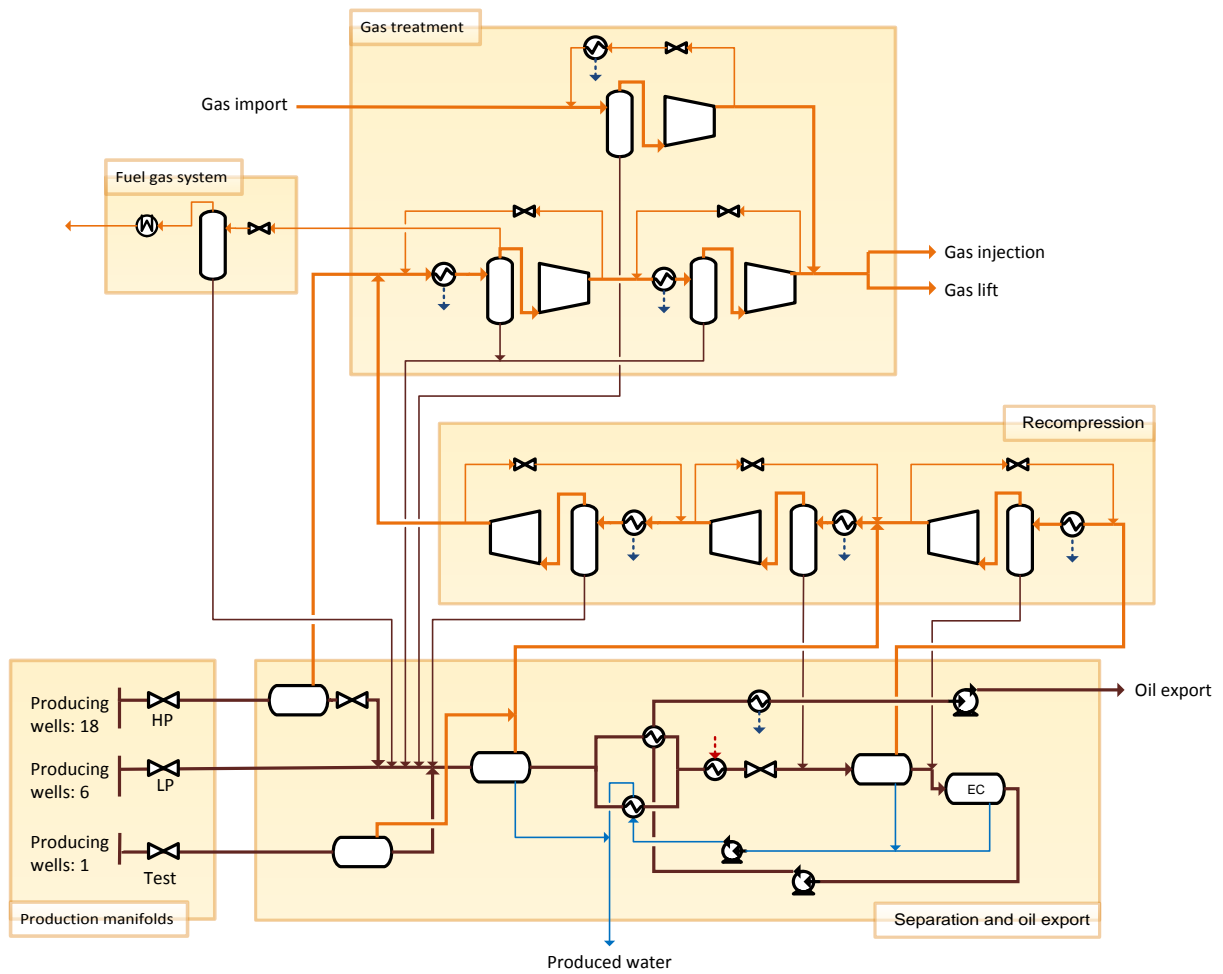 Gas treatment
Gas import
Fuel gas system
Gas injection
Gas lift
Recompression
Producing
wells: 18
HP
Oil export
Producing
wells: 6
LP
EC
Producing
wells: 1
Test
Production manifolds
Separation and oil export
Produced water